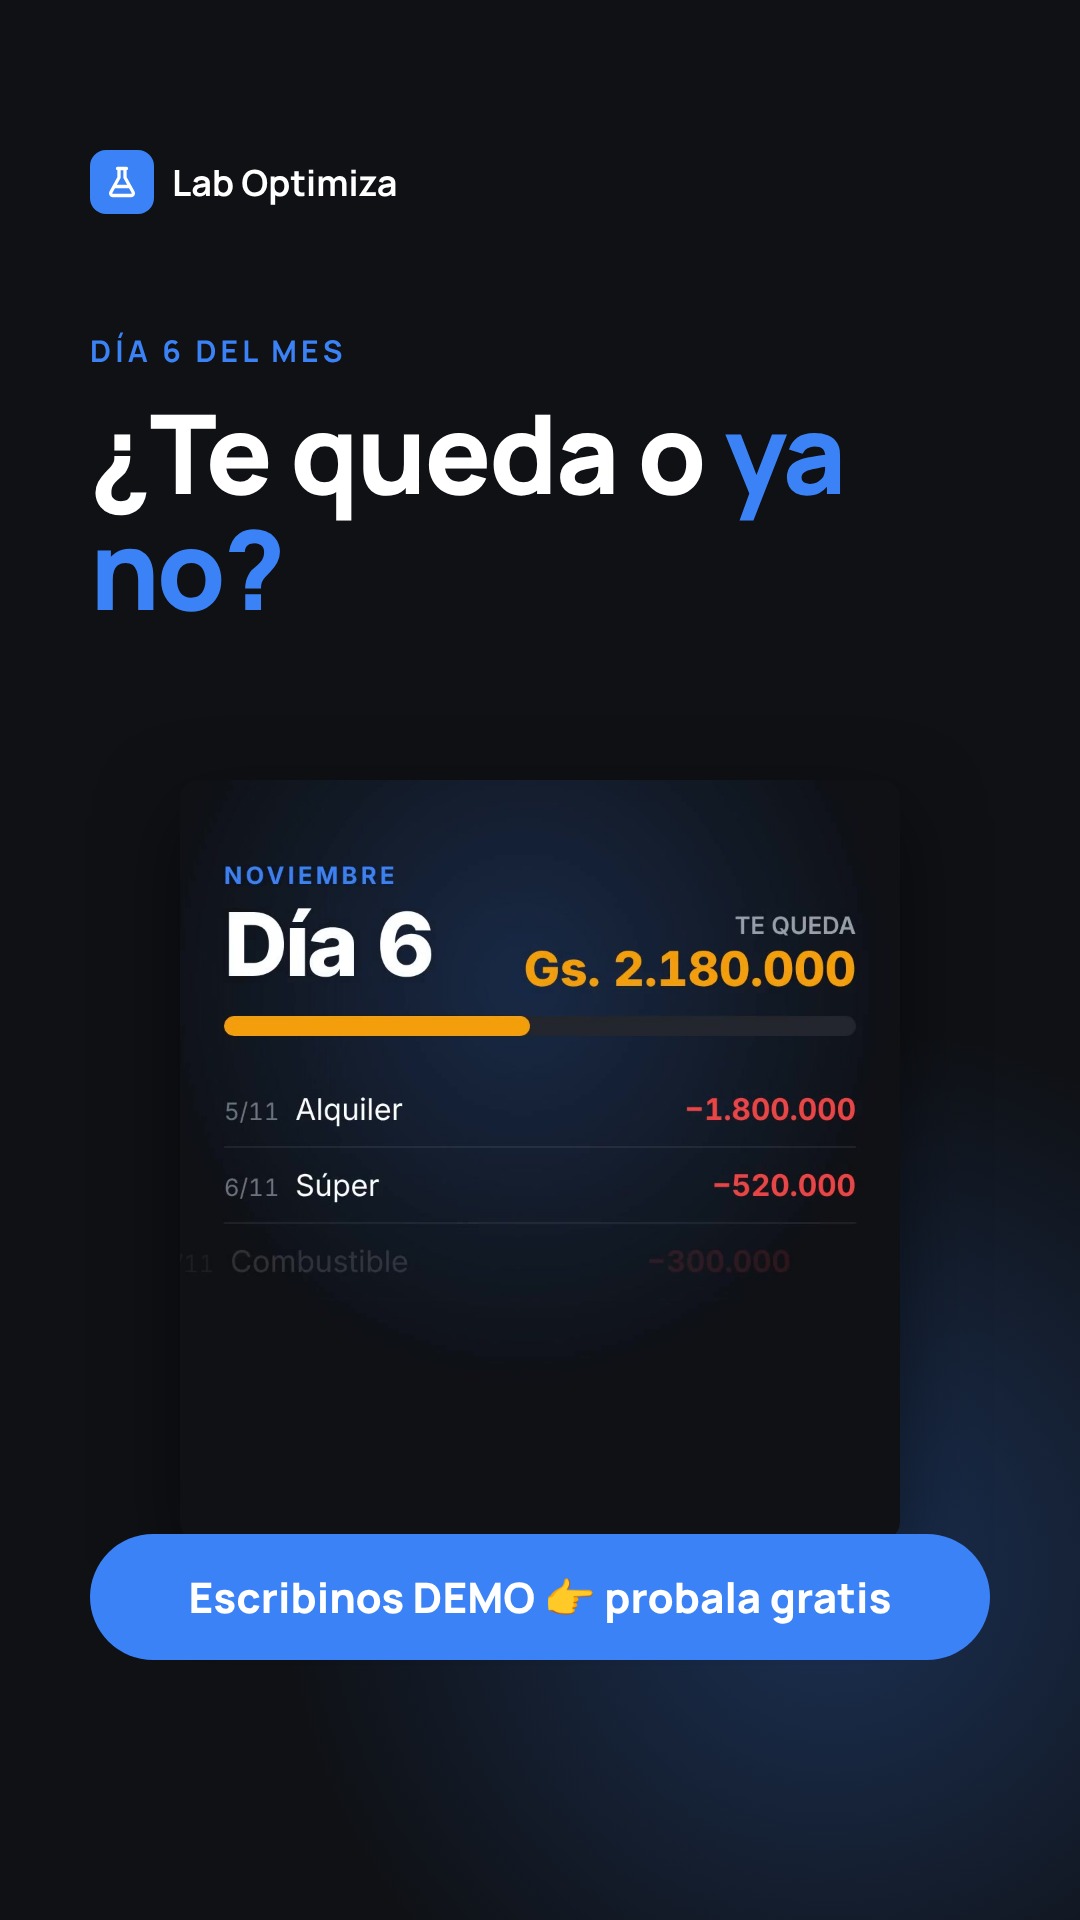 Lab Optimiza
DÍA 6 DEL MES
¿Te queda o ya
no?
NOVIEMBRE
Día 6
TE QUEDA
Gs. 2.180.000
5/11 Alquiler −1.800.000
6/11 Súper −520.000
/11 Combustible −300.000
Escribinos DEMO 👉 probala gratis